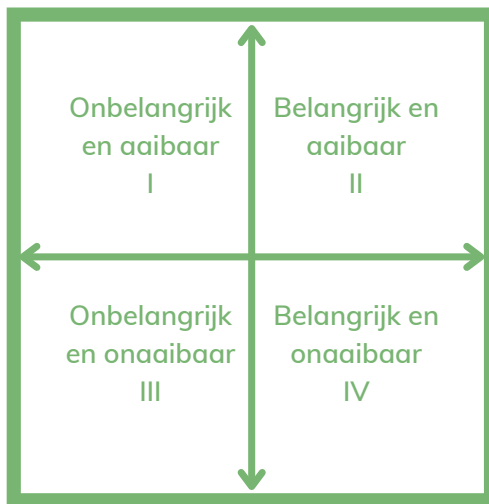 Onbelangrijk
en aaibaar
I
Belangrijk en
aaibaar
II
Onbelangrijk
en onaaibaar
III
Belangrijk en
onaaibaar
IV